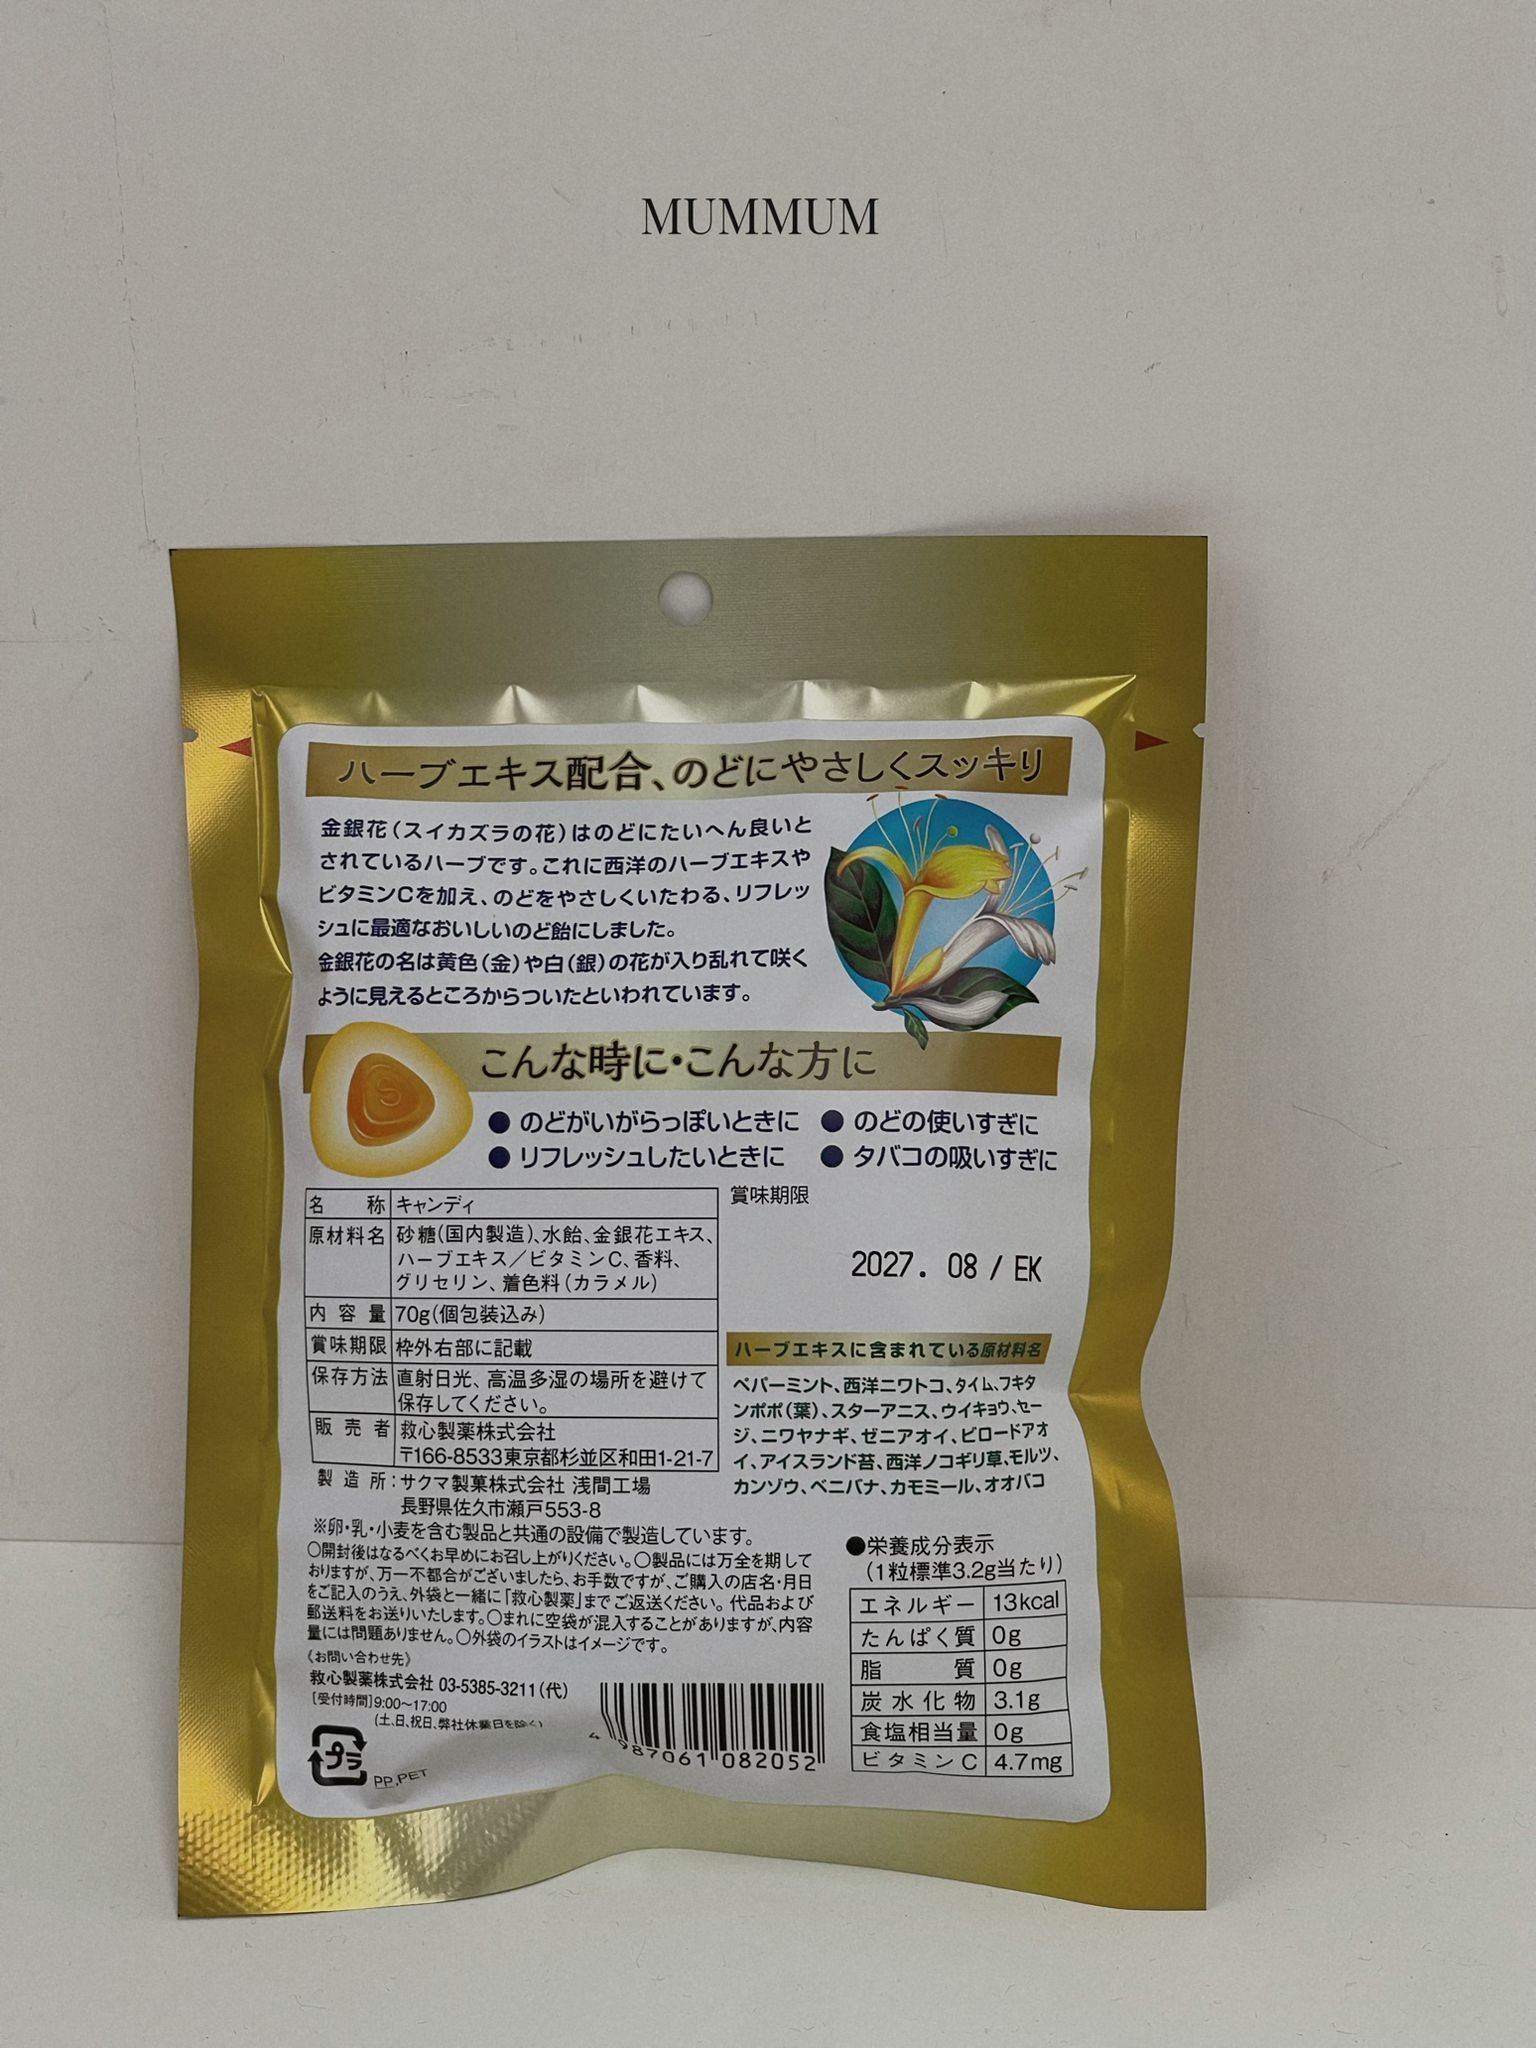 MUMMUM
ハーブエキス配合、のどにやさしくスッキリ
金銀花(スイカズラの花)はのどにたいへん良いと
されているハーブです。これに西洋のハーブエキスや
ビタミンCを加え、のどをやさしくいたわる、リフレッ
シュに最適なおいしいのど飴にしました。
金銀花の名は黄色(金)や白(銀)の花が入り乱れて咲く
ように見えるところからついたといわれています。
S
こんな時に・こんな方に
● のどがいがらっぽいときに ● のどの使いすぎに
● リフレッシュしたいときに ● タバコの吸いすぎに
名称 キャンディ
原材料名 砂糖(国内製造)、水飴、金銀花エキス、
ハーブエキス/ビタミンC、香料、
グリセリン、着色料(カラメル)
内容量 70g(個包装込み)
賞味期限 枠外右部に記載
保存方法 直射日光、高温多湿の場所を避けて
保存してください。
販売者 救心製薬株式会社
〒166-8533東京都杉並区和田1-21-7
製造所:サクマ製菓株式会社 浅間工場
長野県佐久市瀬戸553-8
※卵・乳・小麦を含む製品と共通の設備で製造しています。
○開封後はなるべくお早めにお召し上がりください。○製品には万全を期して
おりますが、万一不都合がございましたら、お手数ですが、ご購入の店名・月日
をご記入のうえ、外袋と一緒に「救心製薬」までご返送ください。代品および
郵送料をお送りいたします。○まれに空袋が混入することがありますが、内容
量には問題ありません。○外袋のイラストはイメージです。
《お問い合わせ先》
救心製薬株式会社 03-5385-3211(代)
[受付時間]9:00~17:00
(土、日、祝日、弊社休業日を除く)
プラ
PP,PET
4 987061 082052
賞味期限
2027. 08 / EK
ハーブエキスに含まれている原材料名
ペパーミント、西洋ニワトコ、タイム、フキタ
ンポポ(葉)、スターアニス、ウイキョウ、セー
ジ、ニワヤナギ、ゼニアオイ、ビロードアオ
イ、アイスランド苔、西洋ノコギリ草、モルツ、
カンゾウ、ベニバナ、カモミール、オオバコ
●栄養成分表示
(1粒標準3.2g当たり)
エネルギー 13kcal
たんぱく質 0g
脂質 0g
炭水化物 3.1g
食塩相当量 0g
ビタミンC 4.7mg